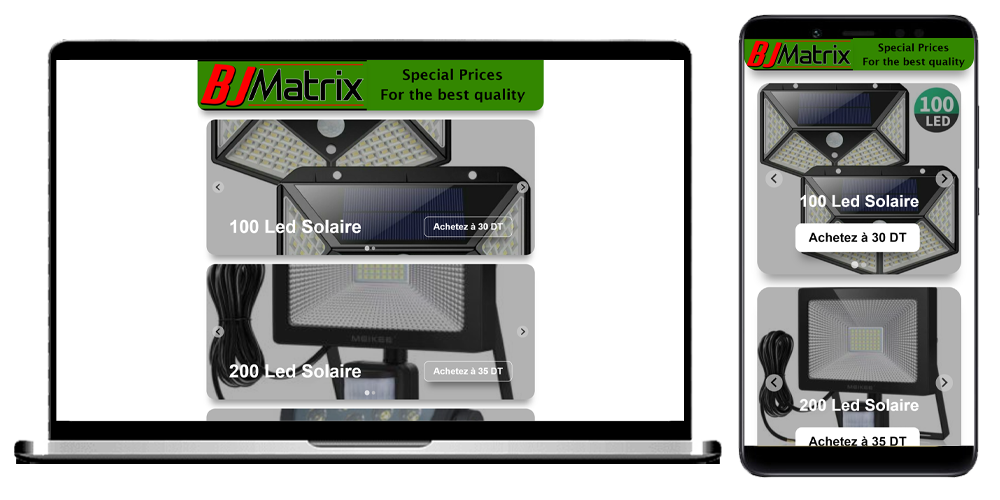 BJMatrix
Special Prices
For the best quality
100 Led Solaire
Achetez à 30 DT
MEIKEE
200 Led Solaire
Achetez à 35 DT
BJMatrix
Special Prices
For the best quality
100
LED
100 Led Solaire
Achetez à 30 DT
MEIKEE
200 Led Solaire
Achetez à 35 DT